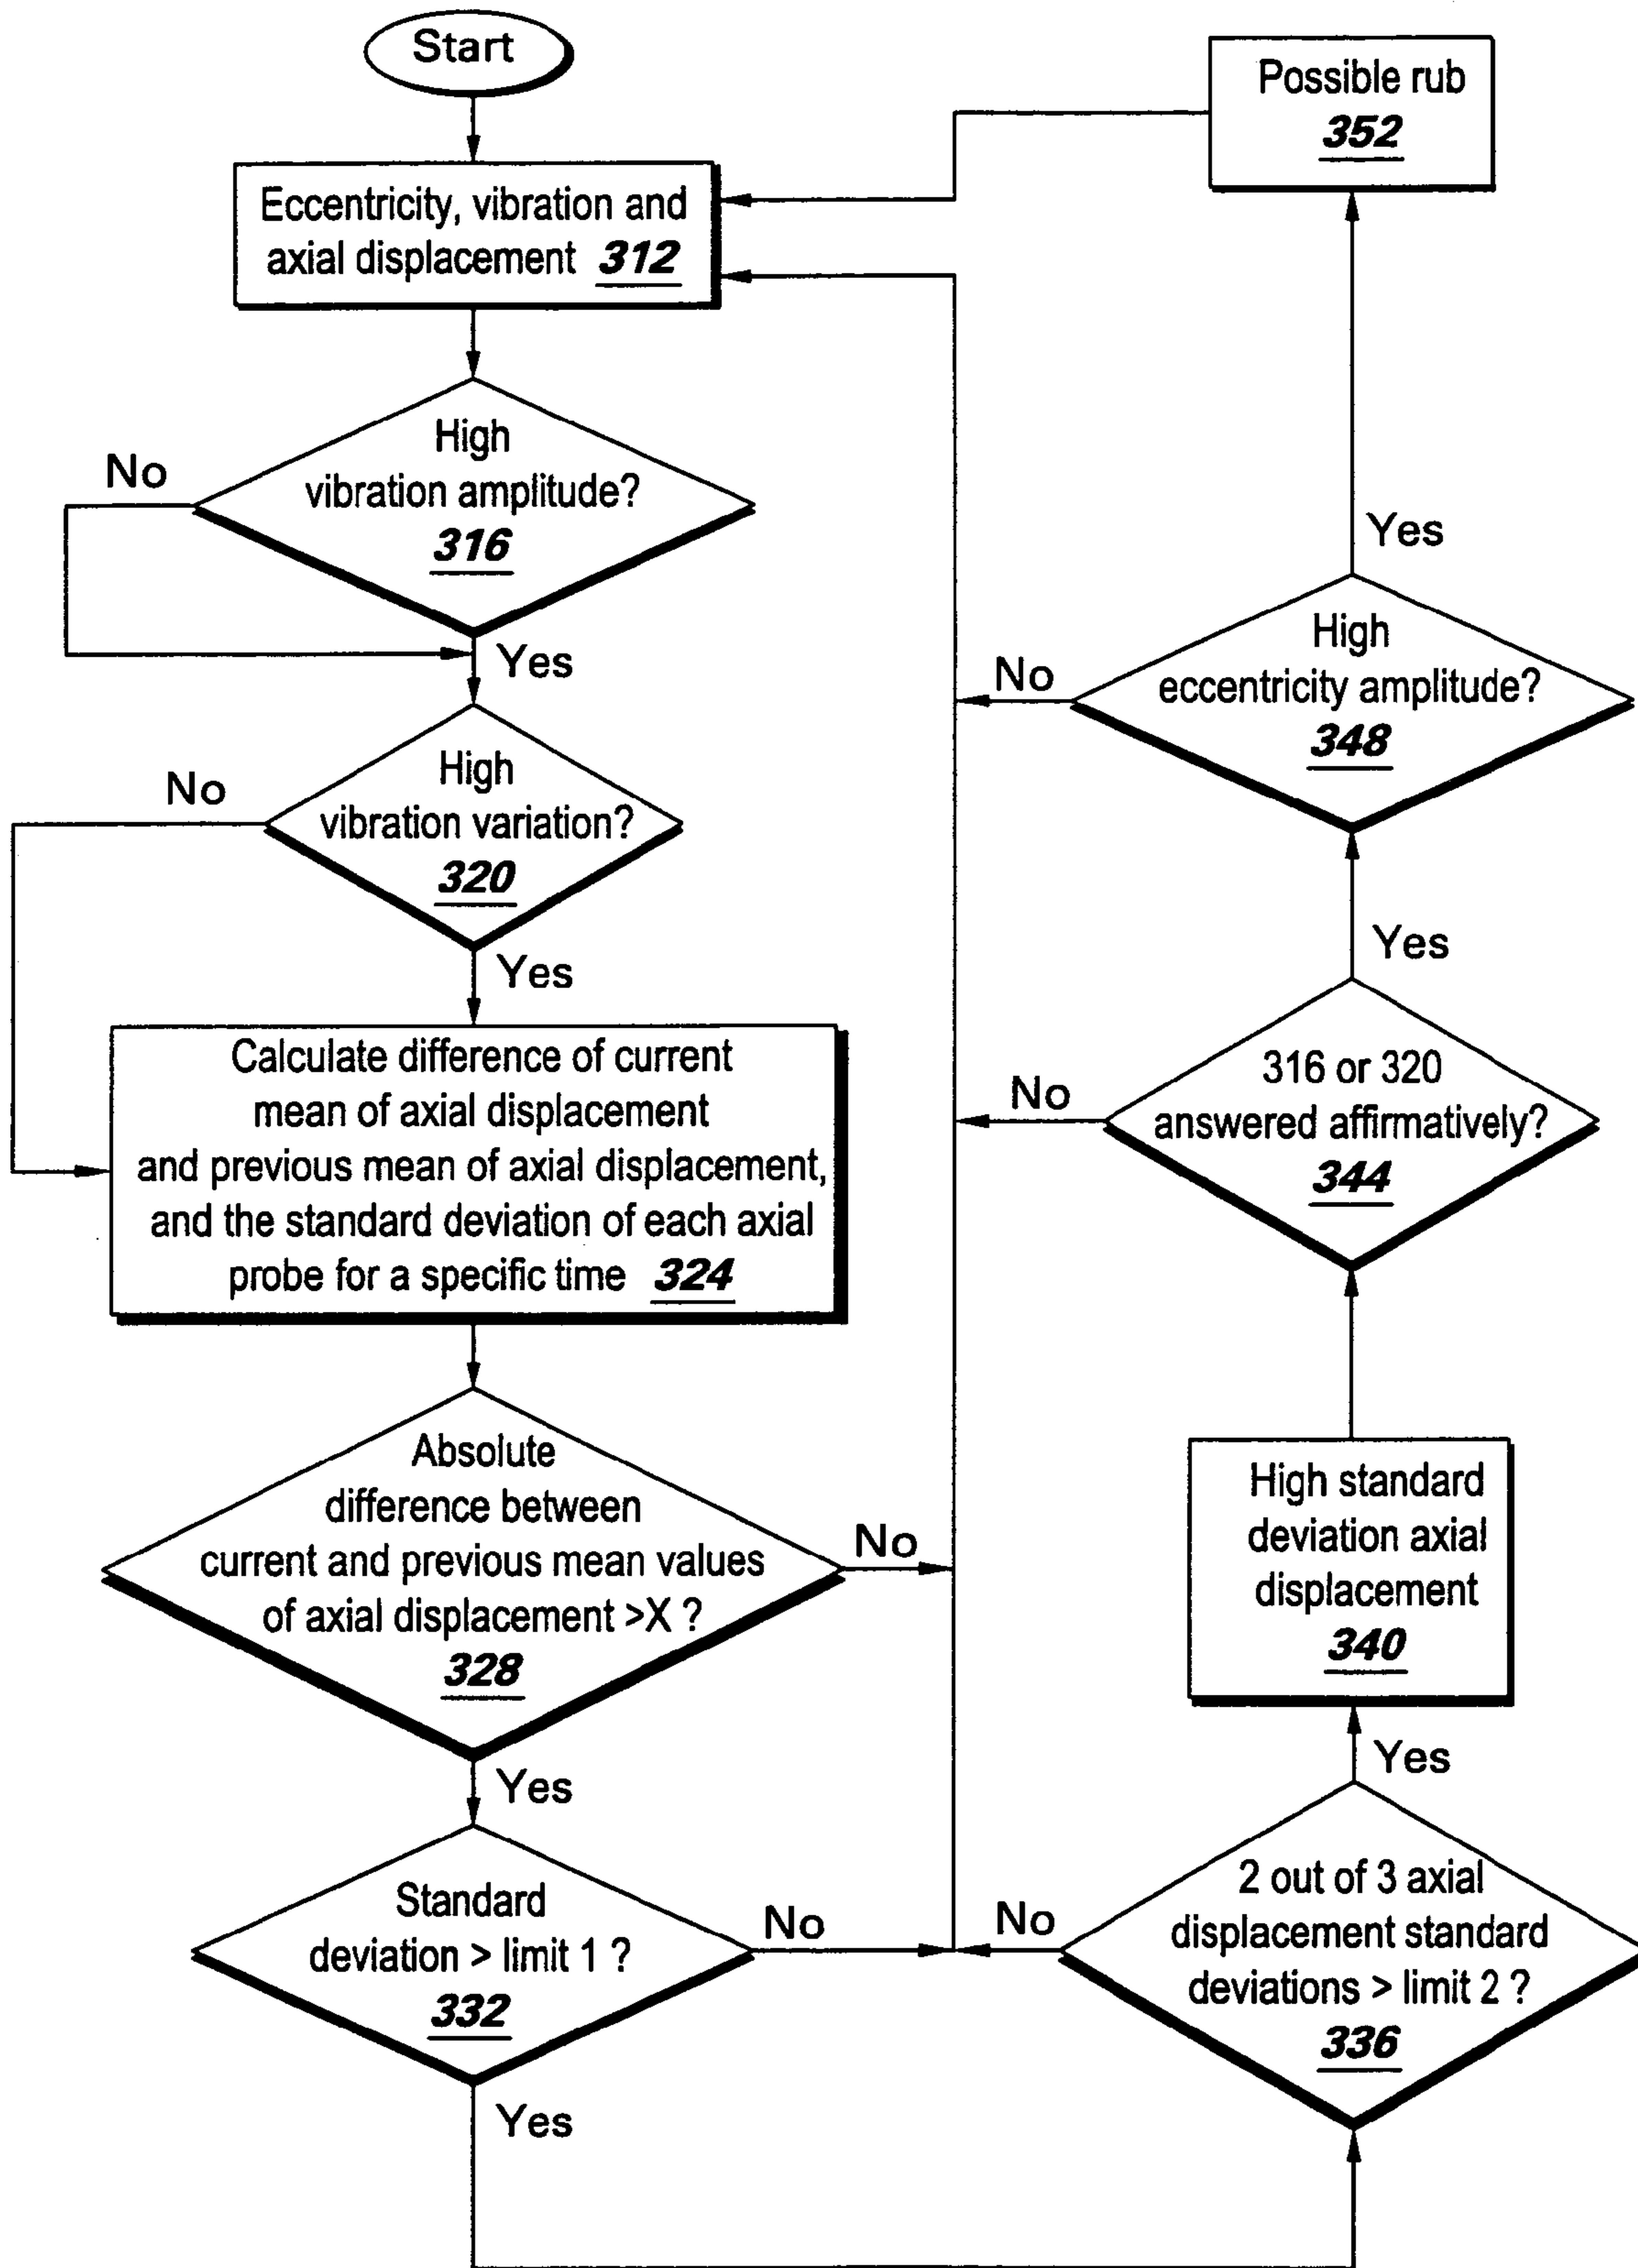 Start
Eccentricity, vibration and
axial displacement 312
High
vibration amplitude?
316
No
Yes
High
vibration variation?
320
No
Yes
Calculate difference of current
mean of axial displacement
and previous mean of axial displacement,
and the standard deviation of each axial
probe for a specific time 324
Absolute
difference between
current and previous mean values
of axial displacement >X ?
328
No
Yes
Standard
deviation > limit 1 ?
332
No
Yes
2 out of 3 axial
displacement standard
deviations > limit 2 ?
336
No
Yes
High standard
deviation axial
displacement
340
316 or 320
answered affirmatively?
344
No
Yes
High
eccentricity amplitude?
348
No
Yes
Possible rub
352